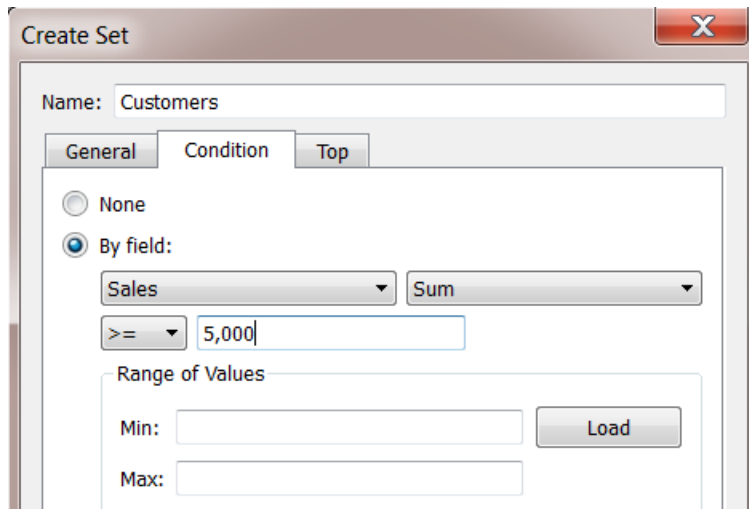 Create Set
X
Name: Customers
General Condition Top
None
By field:
Sales Sum
>= 5,000
Range of Values
Min: Load
Max: